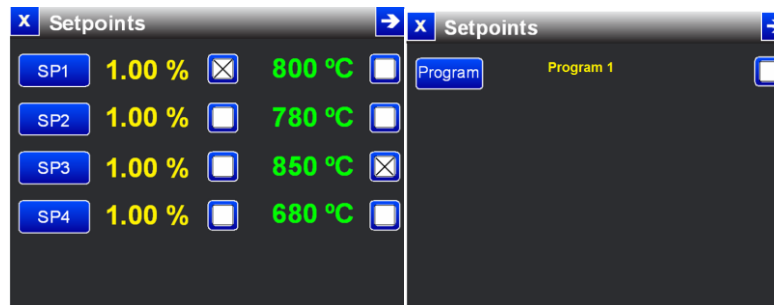 x Setpoints
SP1 1.00 % 800 ºC
SP2 1.00 % 780 ºC
SP3 1.00 % 850 ºC
SP4 1.00 % 680 ºC
x Setpoints
Program Program 1